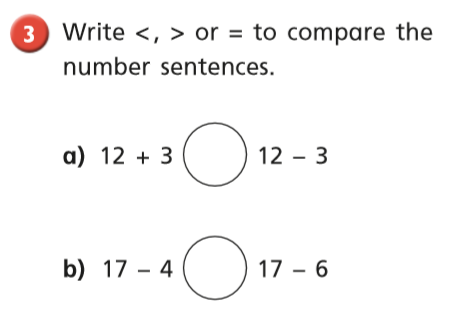 3 Write <, > or = to compare the
number sentences.
a) 12 + 3 12 – 3
b) 17 – 4 17 – 6